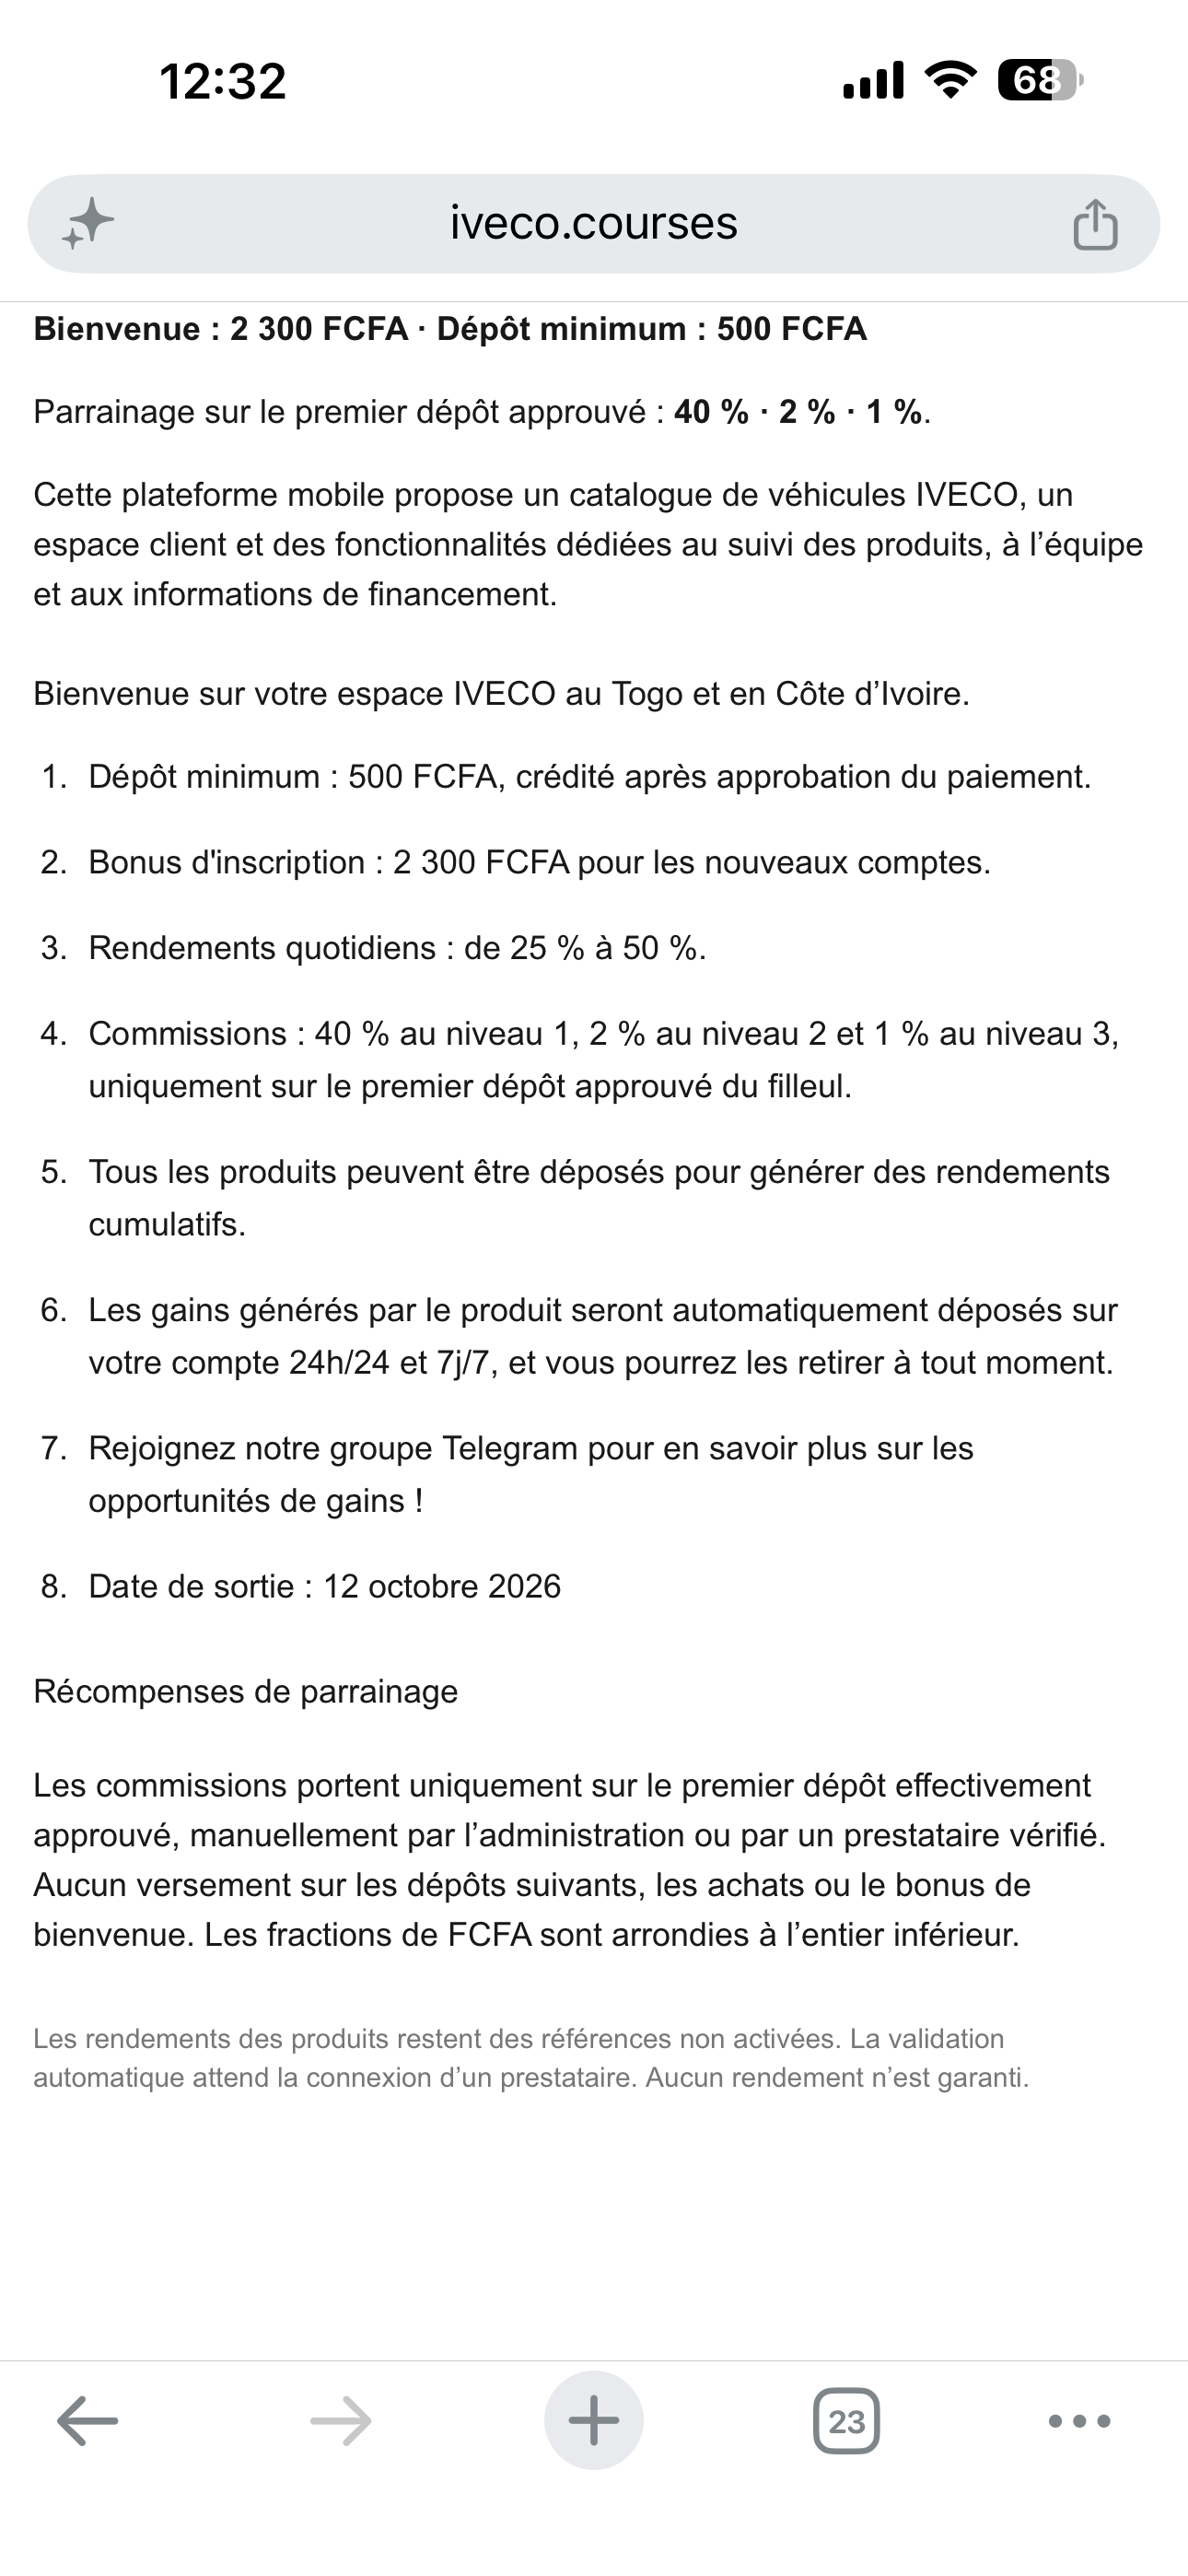 12:32
68
iveco.courses
Bienvenue : 2 300 FCFA · Dépôt minimum : 500 FCFA
Parrainage sur le premier dépôt approuvé : 40 % · 2 % · 1 %.
Cette plateforme mobile propose un catalogue de véhicules IVECO, un
espace client et des fonctionnalités dédiées au suivi des produits, à l’équipe
et aux informations de financement.
Bienvenue sur votre espace IVECO au Togo et en Côte d’Ivoire.
1. Dépôt minimum : 500 FCFA, crédité après approbation du paiement.
2. Bonus d'inscription : 2 300 FCFA pour les nouveaux comptes.
3. Rendements quotidiens : de 25 % à 50 %.
4. Commissions : 40 % au niveau 1, 2 % au niveau 2 et 1 % au niveau 3,
uniquement sur le premier dépôt approuvé du filleul.
5. Tous les produits peuvent être déposés pour générer des rendements
cumulatifs.
6. Les gains générés par le produit seront automatiquement déposés sur
votre compte 24h/24 et 7j/7, et vous pourrez les retirer à tout moment.
7. Rejoignez notre groupe Telegram pour en savoir plus sur les
opportunités de gains !
8. Date de sortie : 12 octobre 2026
Récompenses de parrainage
Les commissions portent uniquement sur le premier dépôt effectivement
approuvé, manuellement par l’administration ou par un prestataire vérifié.
Aucun versement sur les dépôts suivants, les achats ou le bonus de
bienvenue. Les fractions de FCFA sont arrondies à l’entier inférieur.
Les rendements des produits restent des références non activées. La validation
automatique attend la connexion d’un prestataire. Aucun rendement n’est garanti.
23